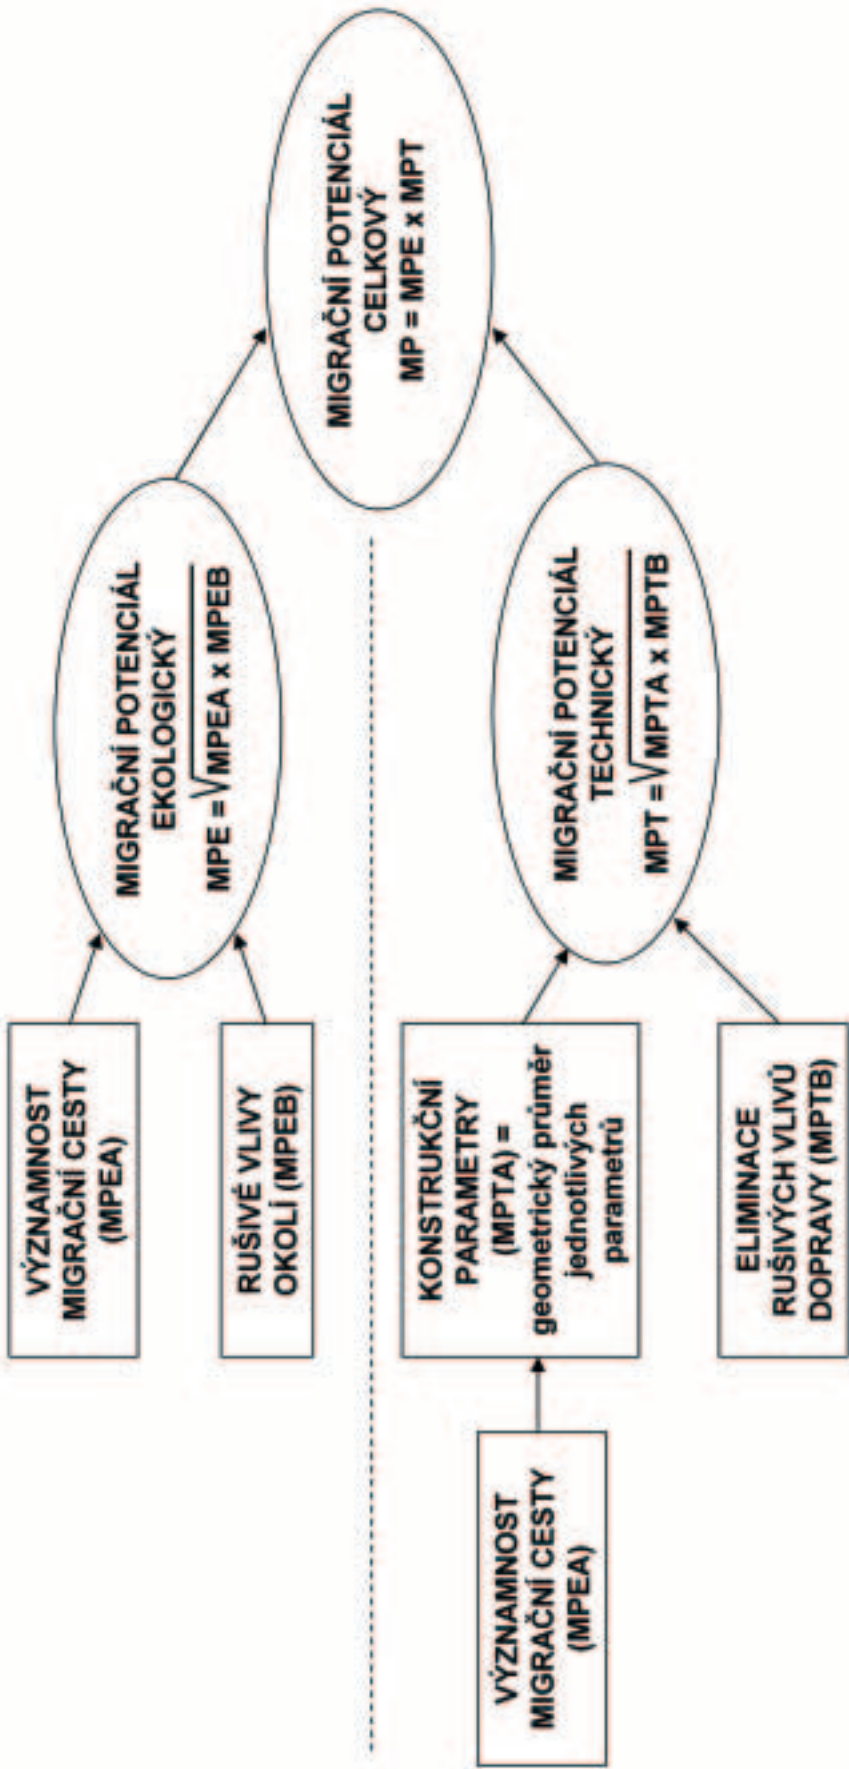 VÝZNAMNOST
MIGRAČNÍ CESTY
(MPEA)
RUŠIVÉ VLIVY
OKOLÍ (MPEB)
MIGRAČNÍ POTENCIÁL
EKOLOGICKÝ
MPE = √MPEA x MPEB
MIGRAČNÍ POTENCIÁL
CELKOVÝ
MP = MPE x MPT
VÝZNAMNOST
MIGRAČNÍ CESTY
(MPEA)
KONSTRUKČNÍ
PARAMETRY
(MPTA) =
geometrický průměr
jednotlivých
parametrů
ELIMINACE
RUŠIVÝCH VLIVŮ
DOPRAVY (MPTB)
MIGRAČNÍ POTENCIÁL
TECHNICKÝ
MPT = √MPTA x MPTB